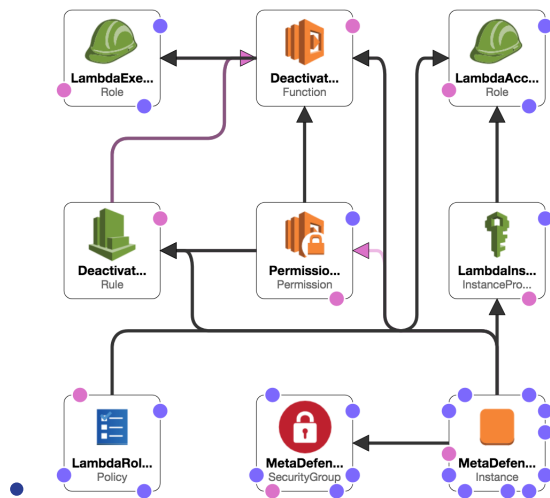 LambdaExe...
Role
Deactivat...
Function
LambdaAcc...
Role
Deactivat...
Rule
Permissio...
Permission
LambdaIns...
InstancePro...
LambdaRol...
Policy
MetaDefen...
SecurityGroup
MetaDefen...
Instance